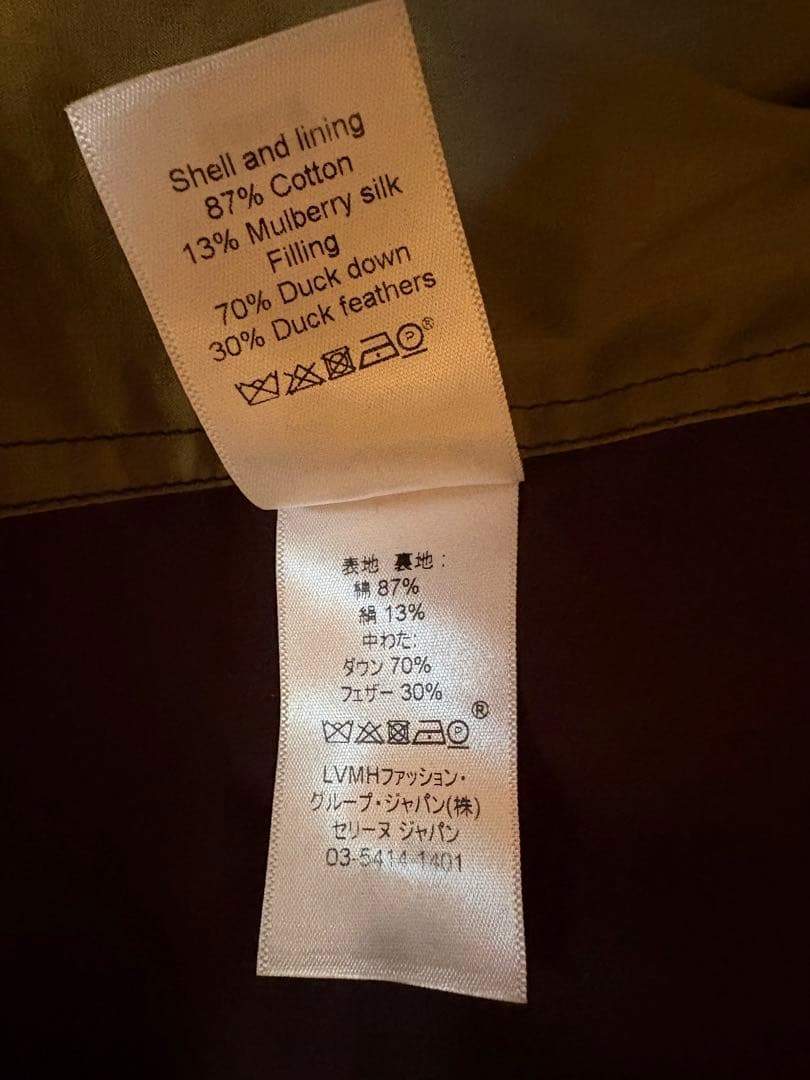 Shell and lining
87% Cotton
13% Mulberry silk
Filling
70% Duck down
30% Duck feathers
P ®
表地 裏地:
綿 87%
絹 13%
中わた:
ダウン 70%
フェザー 30%
P ®
LVMHファッション・
グループ・ジャパン(株)
セリーヌ ジャパン
03-5414-1401